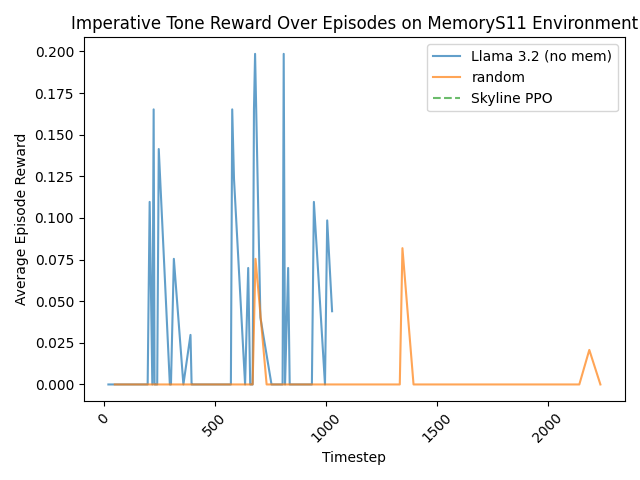 Imperative Tone Reward Over Episodes on MemoryS11 Environment
Llama 3.2 (no mem)
random
Skyline PPO
Average Episode Reward
0.200
0.175
0.150
0.125
0.100
0.075
0.050
0.025
0.000
0
500
1000
1500
2000
Timestep